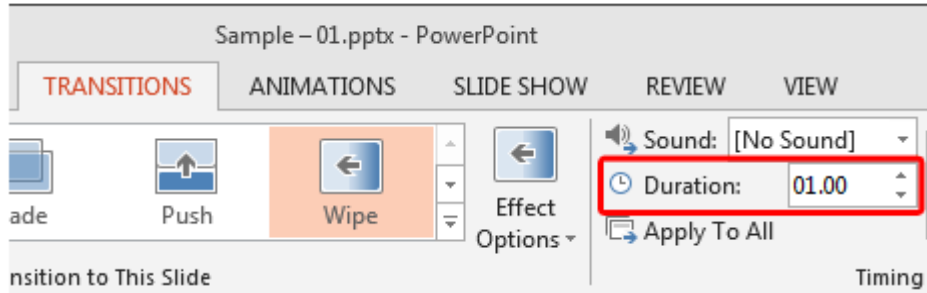 Sample – 01.pptx - PowerPoint
TRANSITIONS ANIMATIONS SLIDE SHOW REVIEW VIEW
Sound: [No Sound]
Duration: 01.00
ade Push Wipe Effect Options
Apply To All
nsition to This Slide Timing